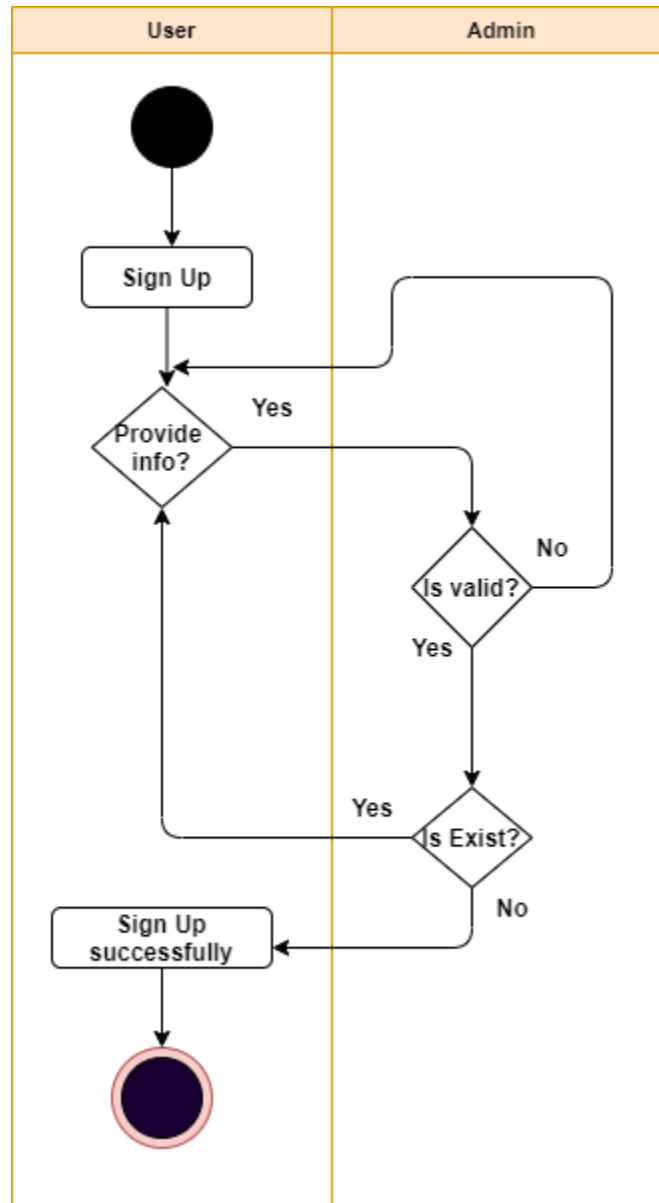 User
Admin
Sign Up
Yes
Provide
info?
No
Is valid?
Yes
Yes
Is Exist?
No
Sign Up
successfully